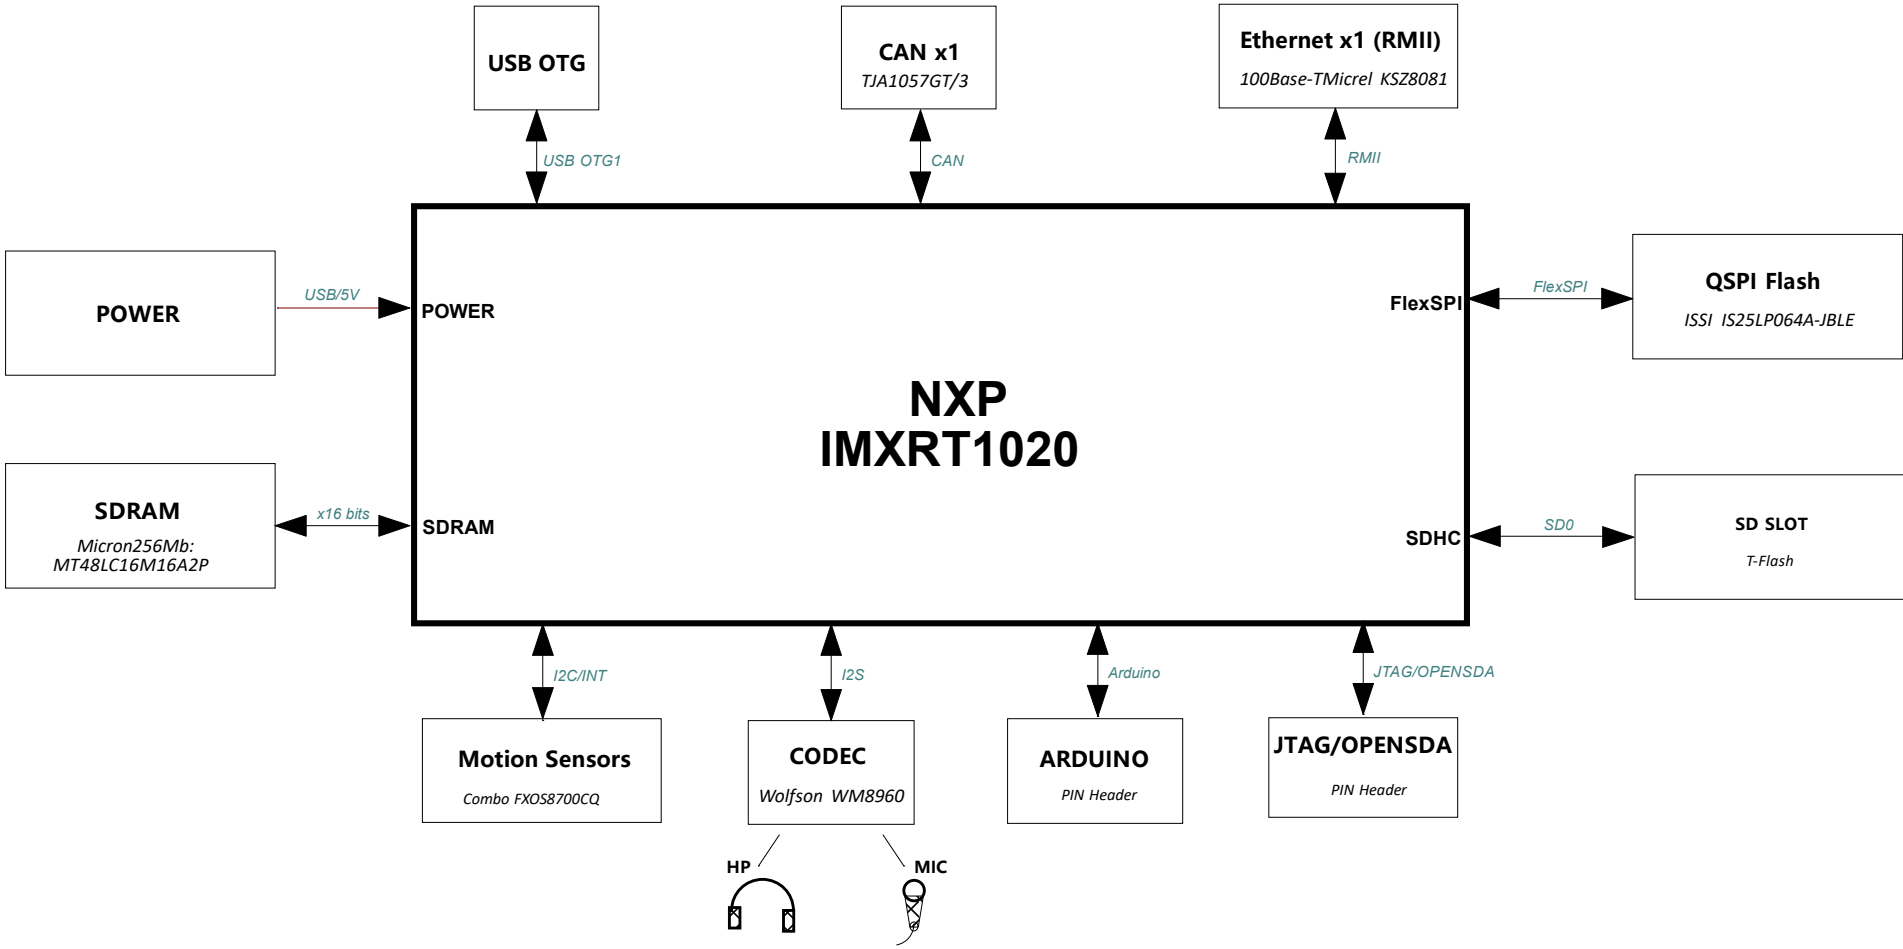 USB OTG
CAN x1
TJA1057GT/3
Ethernet x1 (RMII)
100Base-TMicrel KSZ8081
USB OTG1
CAN
RMII
POWER
USB/5V
POWER
FlexSPI
FlexSPI
QSPI Flash
ISSI IS25LP064A-JBLE
NXP
IMXRT1020
SDRAM
Micron256Mb:
MT48LC16M16A2P
x16 bits
SDRAM
SDHC
SD0
SD SLOT
T-Flash
I2C/INT
I2S
Arduino
JTAG/OPENSDA
Motion Sensors
Combo FXOS8700CQ
CODEC
Wolfson WM8960
ARDUINO
PIN Header
JTAG/OPENSDA
PIN Header
HP
MIC